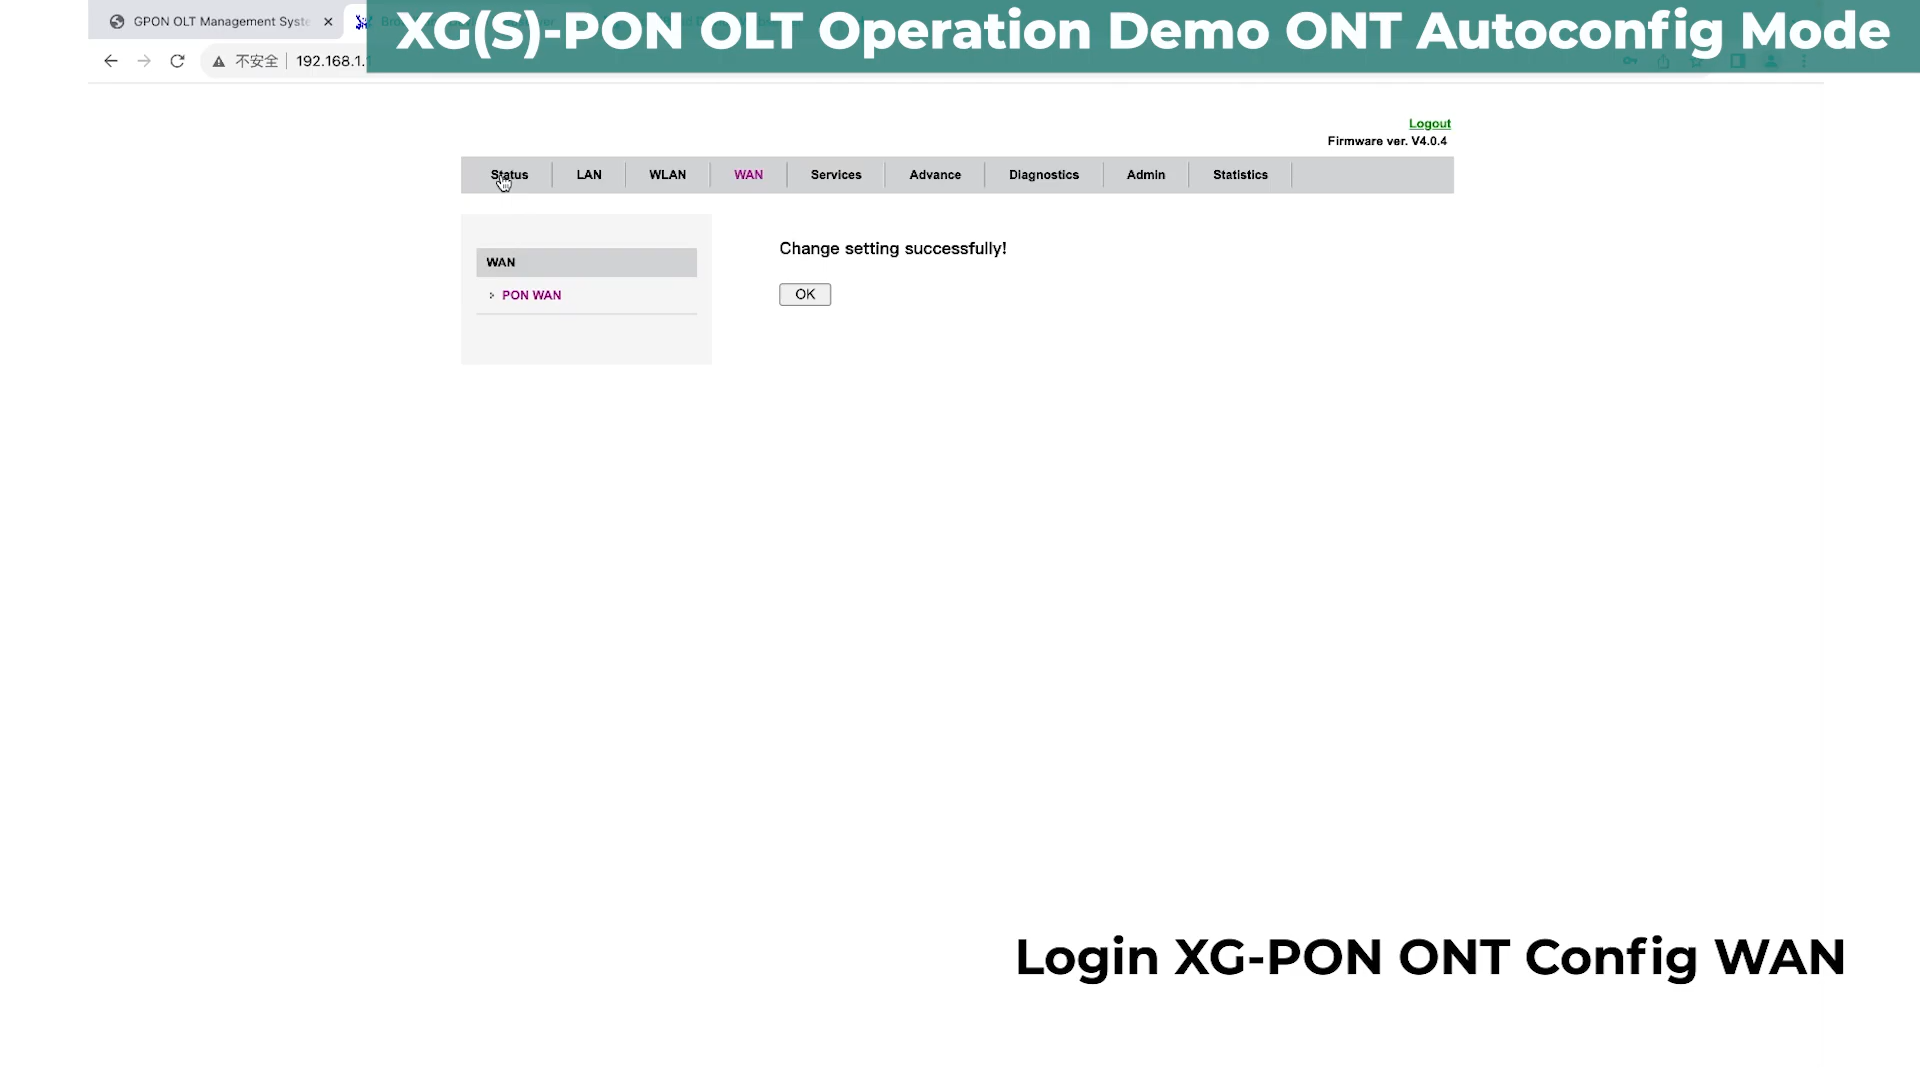 GPON OLT Management Syste
XG(S)-PON OLT Operation Demo ONT Autoconfig Mode
不安全 192.168.1.1
Logout
Firmware ver. V4.0.4
Status LAN WLAN WAN Services Advance Diagnostics Admin Statistics
WAN
PON WAN
Change setting successfully!
OK
Login XG-PON ONT Config WAN